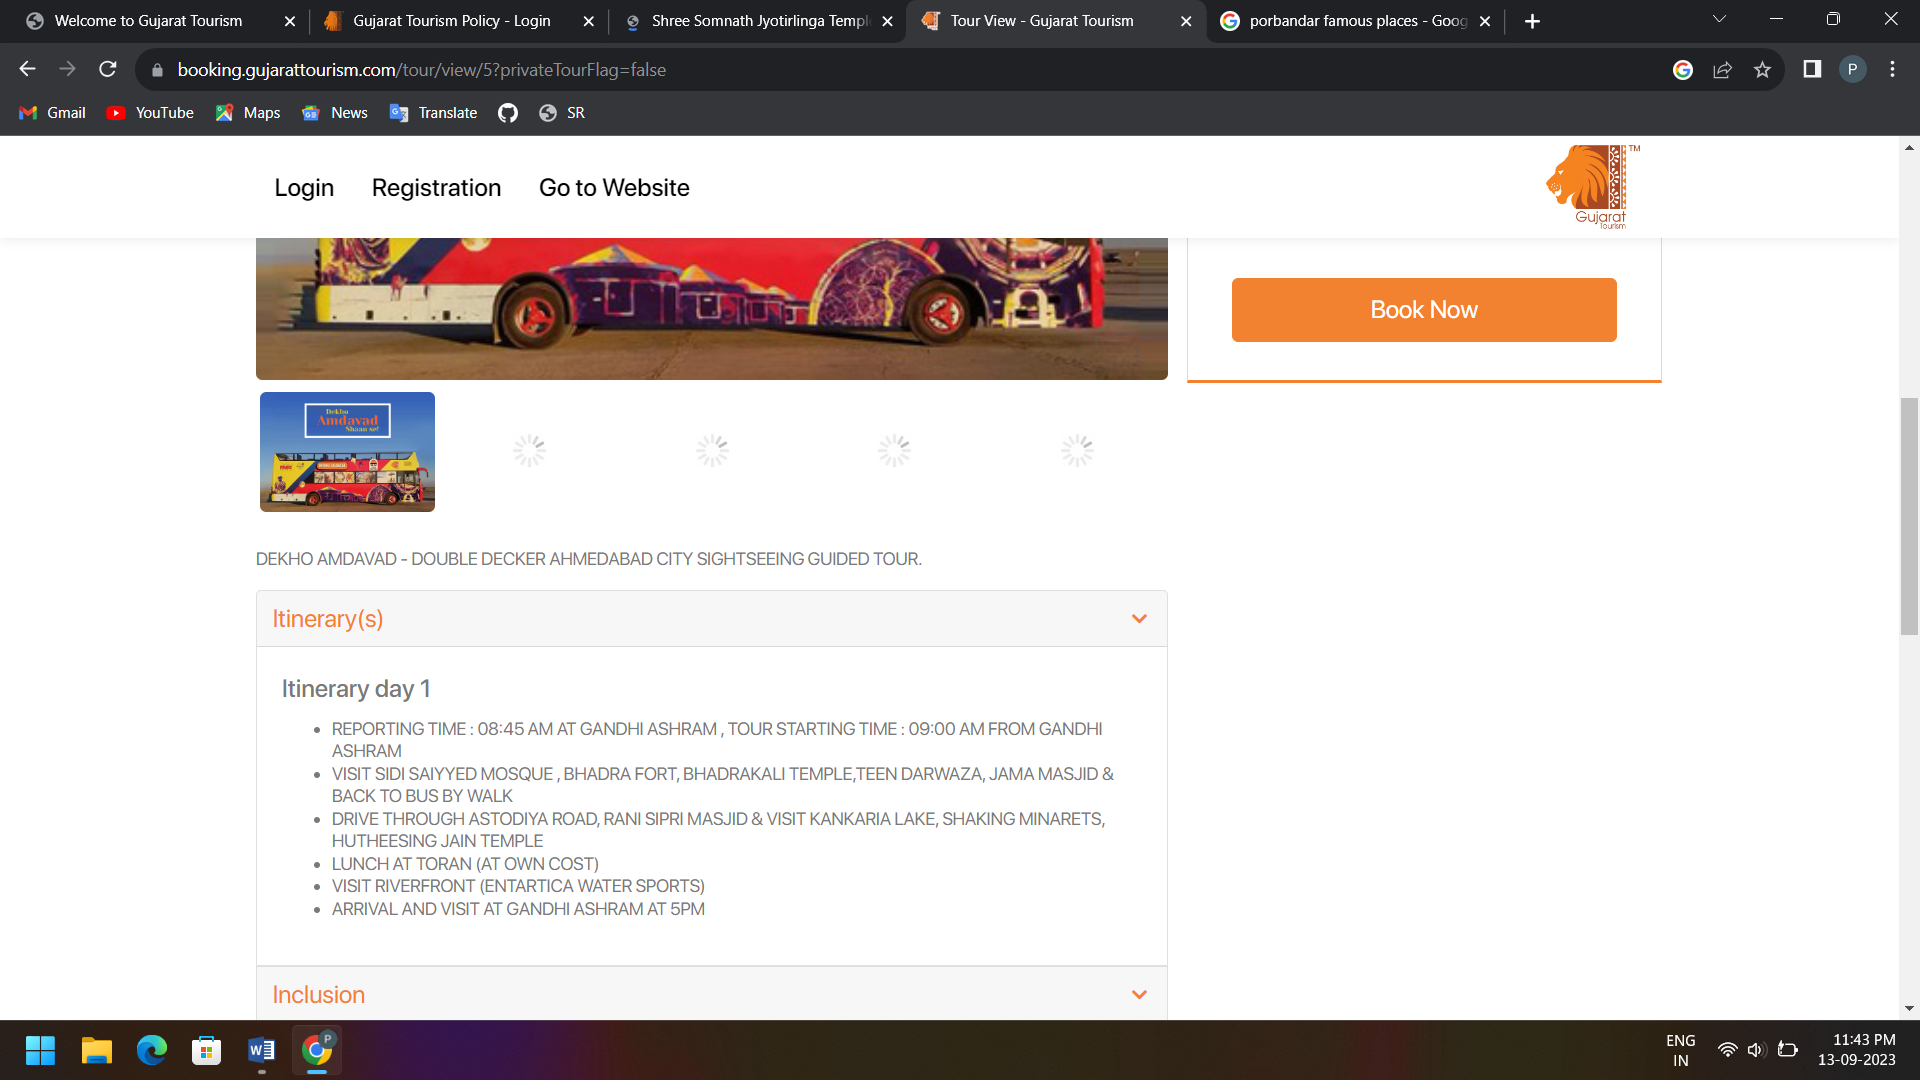 Welcome to Gujarat Tourism
Gujarat Tourism Policy - Login
Shree Somnath Jyotirlinga Templ
Tour View - Gujarat Tourism
porbandar famous places - Goog
booking.gujarattourism.com/tour/view/5?privateTourFlag=false
P
Gmail
YouTube
Maps
News
Translate
SR
Login
Registration
Go to Website
TM
Gujarat
Tourism
Book Now
Dekho
Amdavad
Shaan se!
DEKHO AMDAVAD - DOUBLE DECKER AHMEDABAD CITY SIGHTSEEING GUIDED TOUR.
Itinerary(s)
Itinerary day 1
REPORTING TIME : 08:45 AM AT GANDHI ASHRAM , TOUR STARTING TIME : 09:00 AM FROM GANDHI
ASHRAM
VISIT SIDI SAIYYED MOSQUE , BHADRA FORT, BHADRAKALI TEMPLE,TEEN DARWAZA, JAMA MASJID &
BACK TO BUS BY WALK
DRIVE THROUGH ASTODIYA ROAD, RANI SIPRI MASJID & VISIT KANKARIA LAKE, SHAKING MINARETS,
HUTHEESING JAIN TEMPLE
LUNCH AT TORAN (AT OWN COST)
VISIT RIVERFRONT (ENTARTICA WATER SPORTS)
ARRIVAL AND VISIT AT GANDHI ASHRAM AT 5PM
Inclusion
P
ENG
IN
11:43 PM
13-09-2023